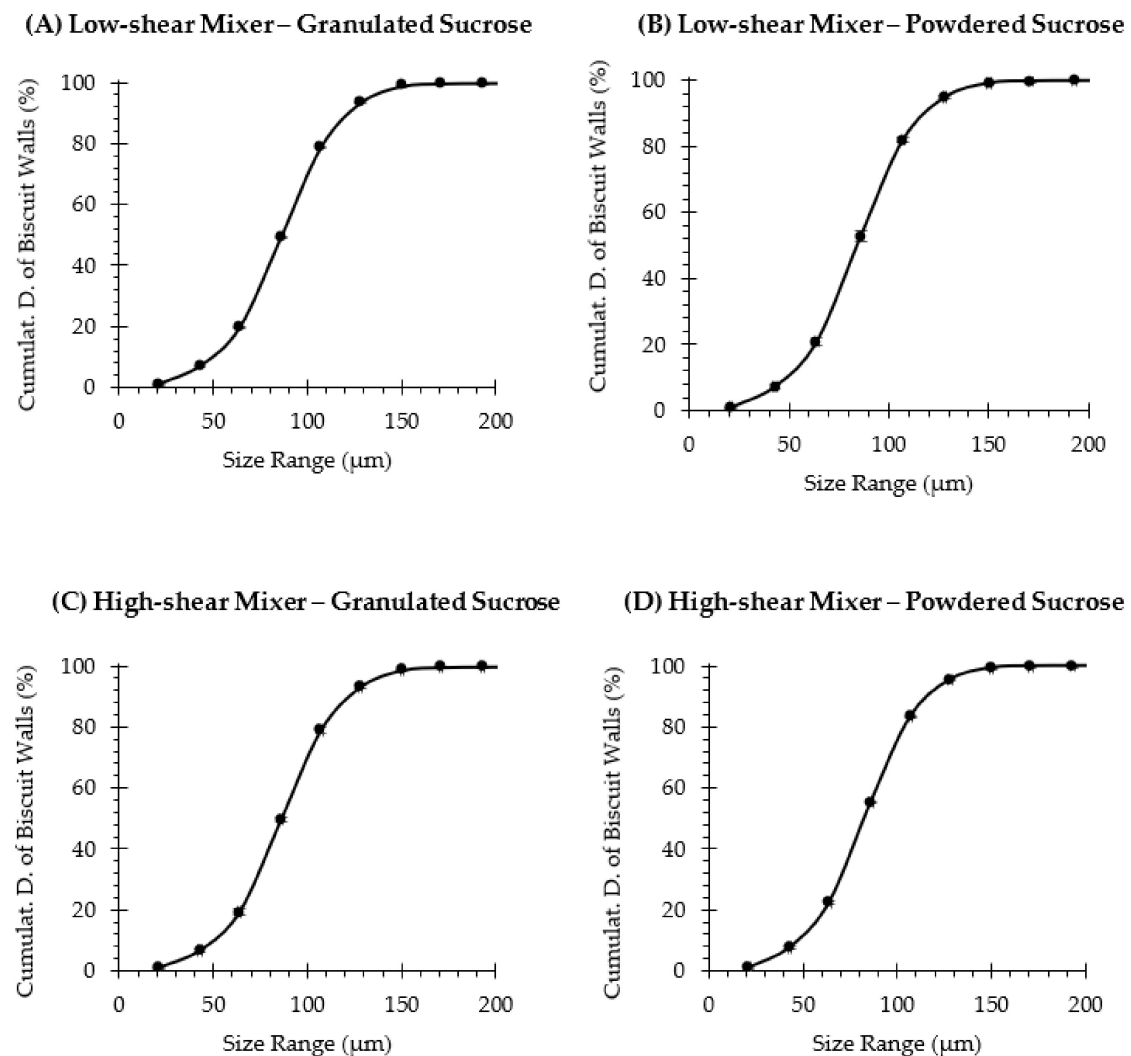 (A) Low-shear Mixer – Granulated Sucrose
Cumulat. D. of Biscuit Walls (%)
100
80
60
40
20
0
0 50 100 150 200
Size Range (µm)
(B) Low-shear Mixer – Powdered Sucrose
Cumulat. D. of Biscuit Walls (%)
100
80
60
40
20
0
0 50 100 150 200
Size Range (µm)
(C) High-shear Mixer – Granulated Sucrose
Cumulat. D. of Biscuit Walls (%)
100
80
60
40
20
0
0 50 100 150 200
Size Range (µm)
(D) High-shear Mixer – Powdered Sucrose
Cumulat. D. of Biscuit Walls (%)
100
80
60
40
20
0
0 50 100 150 200
Size Range (µm)